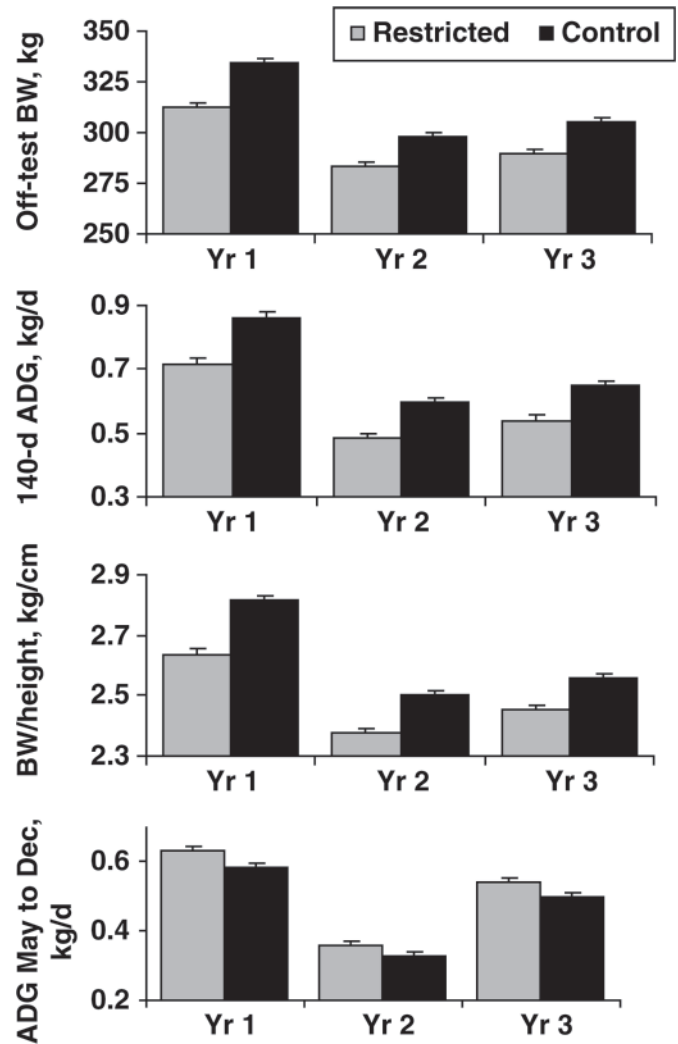 Restricted Control
Off-test BW, kg
350
325
300
275
250
Yr 1 Yr 2 Yr 3
140-d ADG, kg/d
0.9
0.7
0.5
0.3
Yr 1 Yr 2 Yr 3
BW/height, kg/cm
2.9
2.7
2.5
2.3
Yr 1 Yr 2 Yr 3
ADG May to Dec,
kg/d
0.6
0.4
0.2
Yr 1 Yr 2 Yr 3